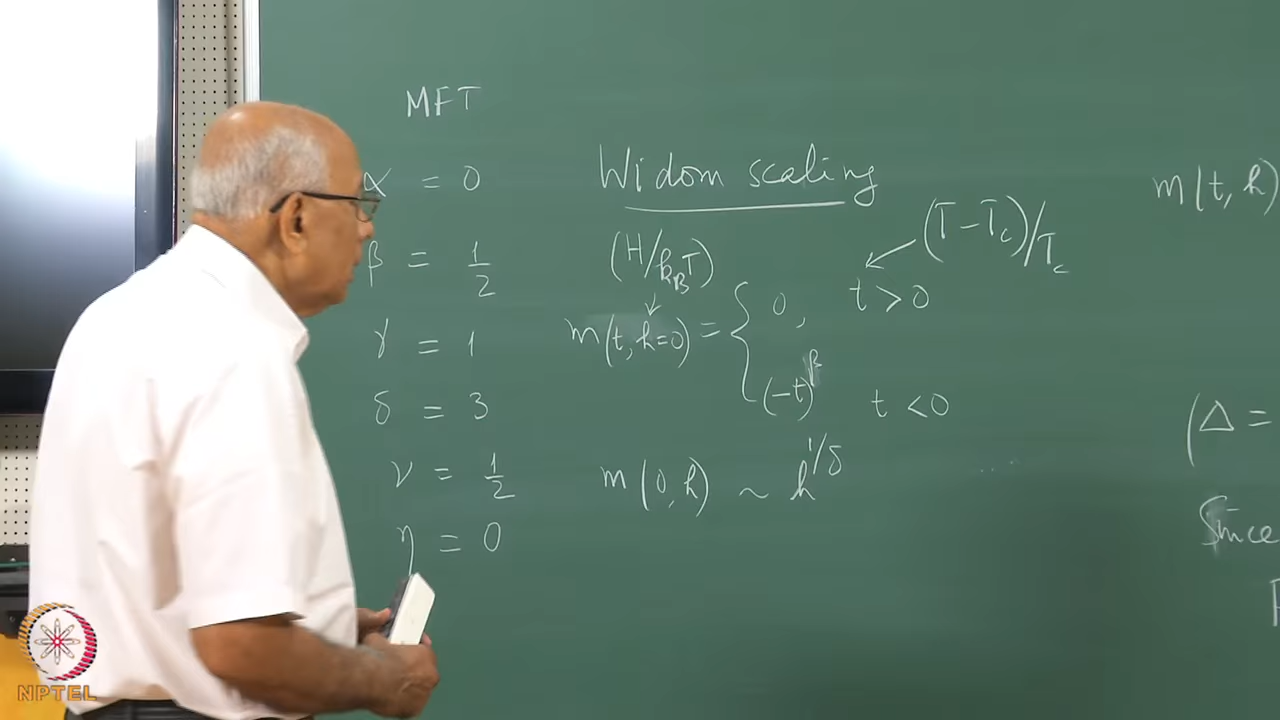 MFT
α = 0
β = 1/2
γ = 1
δ = 3
ν = 1/2
η = 0
Widom scaling
(H/k_BT)
(T-T_c)/T_c
m(t, h=0) = { 0, t > 0
(-t)^β t < 0
m(0, h) ~ h^{1/δ}
m(t, h)
(Δ =
Since
NPTEL